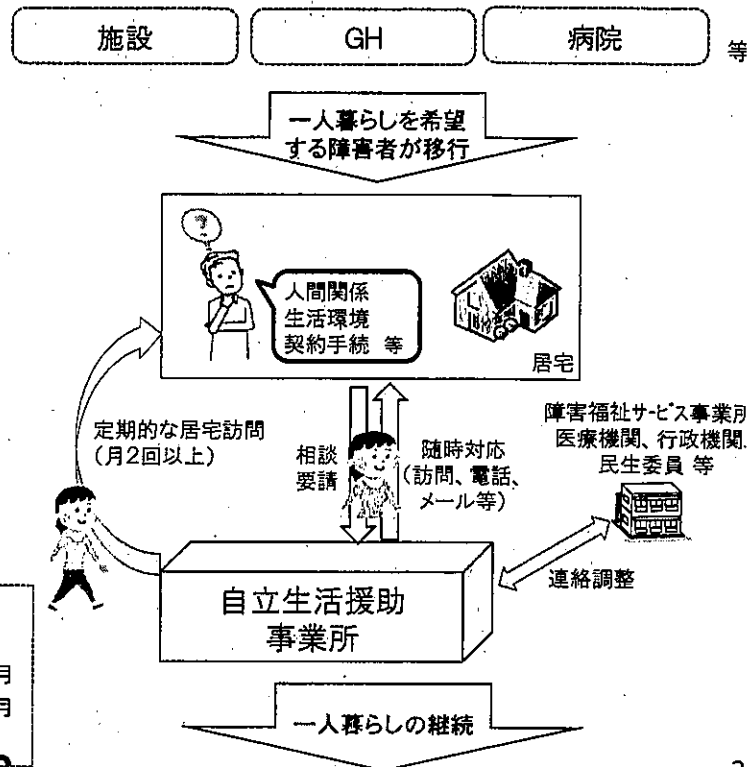 施設
GH
病院
等
一人暮らしを希望
する障害者が移行
?
人間関係
生活環境
契約手続 等
居宅
定期的な居宅訪問
(月2回以上)
相談
要請
随時対応
(訪問、電話、
メール等)
障害福祉サービス事業所
医療機関、行政機関、
民生委員 等
連絡調整
自立生活援助
事業所
月
月
一人暮らしの継続